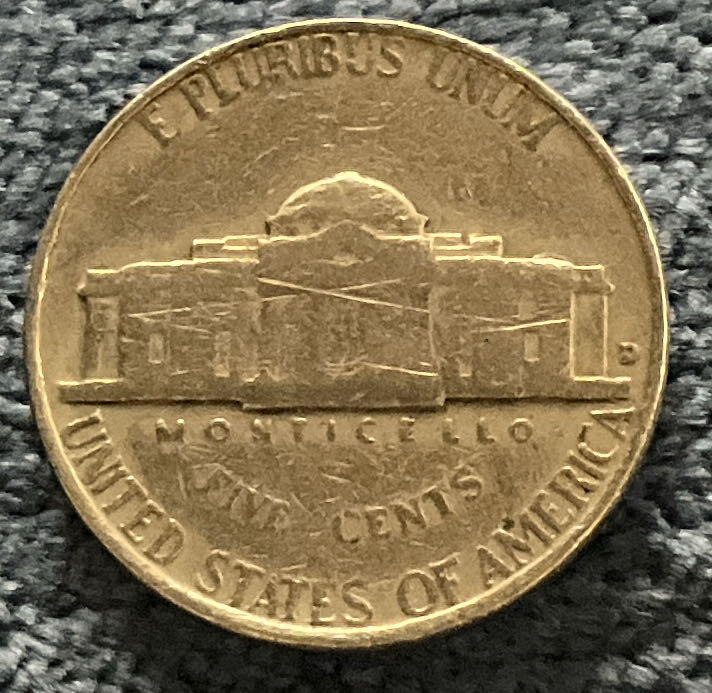 E PLURIBUS UNUM
D
MONTICELLO
FIVE CENTS
UNITED STATES OF AMERICA